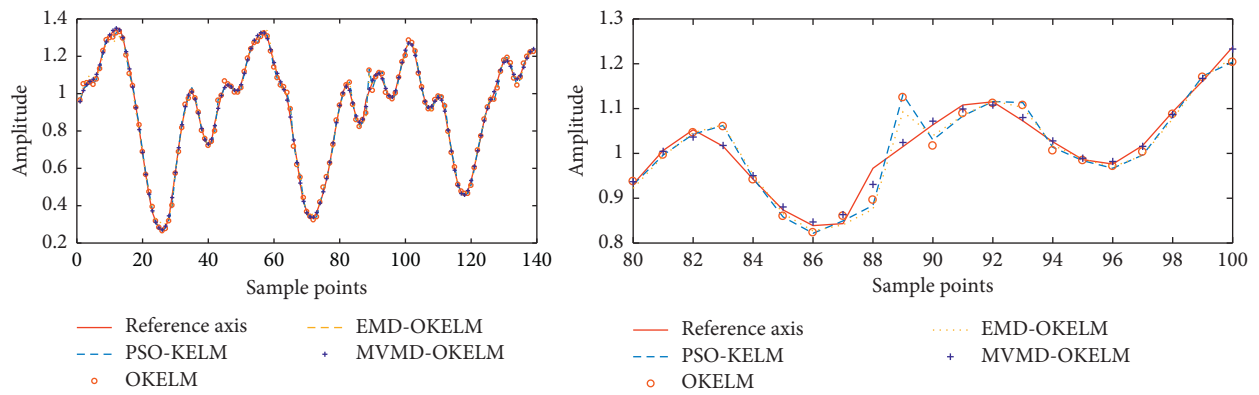 1.4
1.2
1
0.8
0.6
0.4
0.2
Amplitude
0 20 40 60 80 100 120 140
Sample points
Reference axis
PSO-KELM
OKELM
EMD-OKELM
MVMD-OKELM
1.3
1.2
1.1
1
0.9
0.8
Amplitude
80 82 84 86 88 90 92 94 96 98 100
Sample points
Reference axis
PSO-KELM
OKELM
EMD-OKELM
MVMD-OKELM